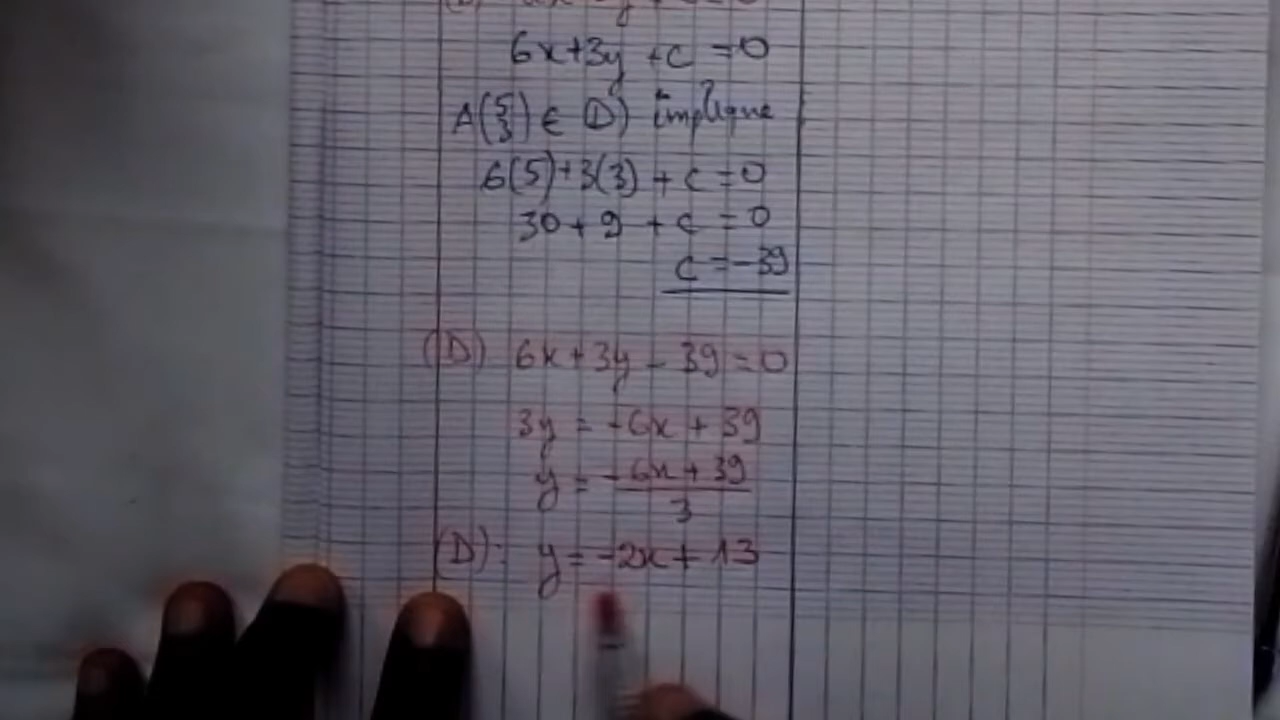 6x+3y +c =0
A(5 3) ∈ (D) implique
6(5)+3(3) + c =0
30 + 9 + c = 0
c = -39
(D) 6x+3y - 39 = 0
3y = -6x + 39
y = -6x + 39 / 3
(D): y = -2x + 13